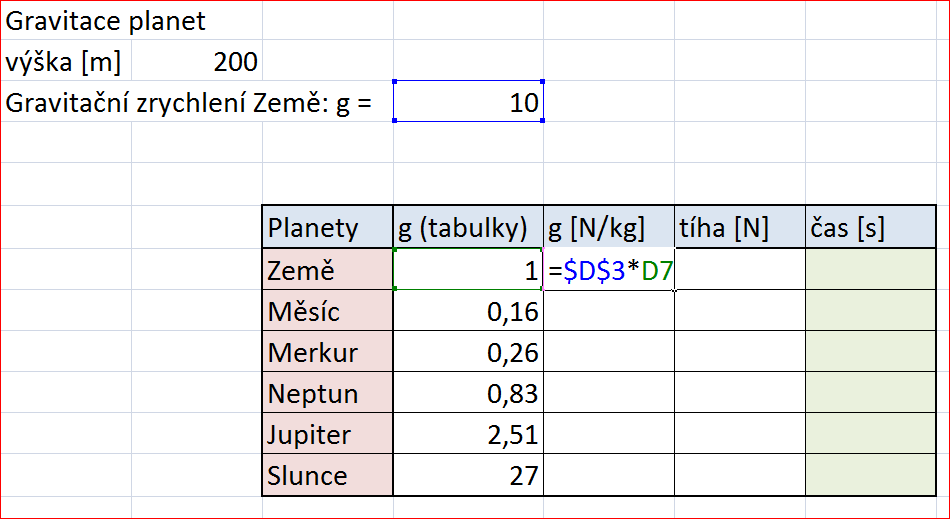 Gravitace planet
výška [m] 200
Gravitační zrychlení Země: g = 10
Planety g (tabulky) g [N/kg] tíha [N] čas [s]
Země 1 =$D$3*D7
Měsíc 0,16
Merkur 0,26
Neptun 0,83
Jupiter 2,51
Slunce 27